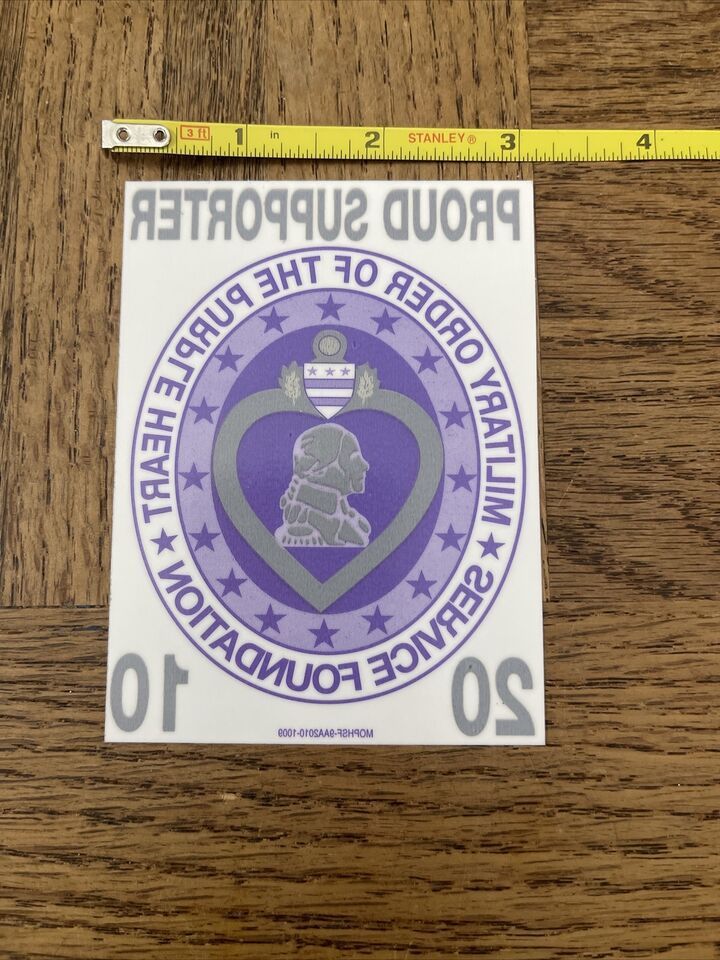 3 ft 1 in 2 STANLEY® 3 4
PROUD SUPPORTER
MILITARY ORDER OF THE PURPLE HEART
SERVICE FOUNDATION
20 10
MOPHSF-9AA2010-1009